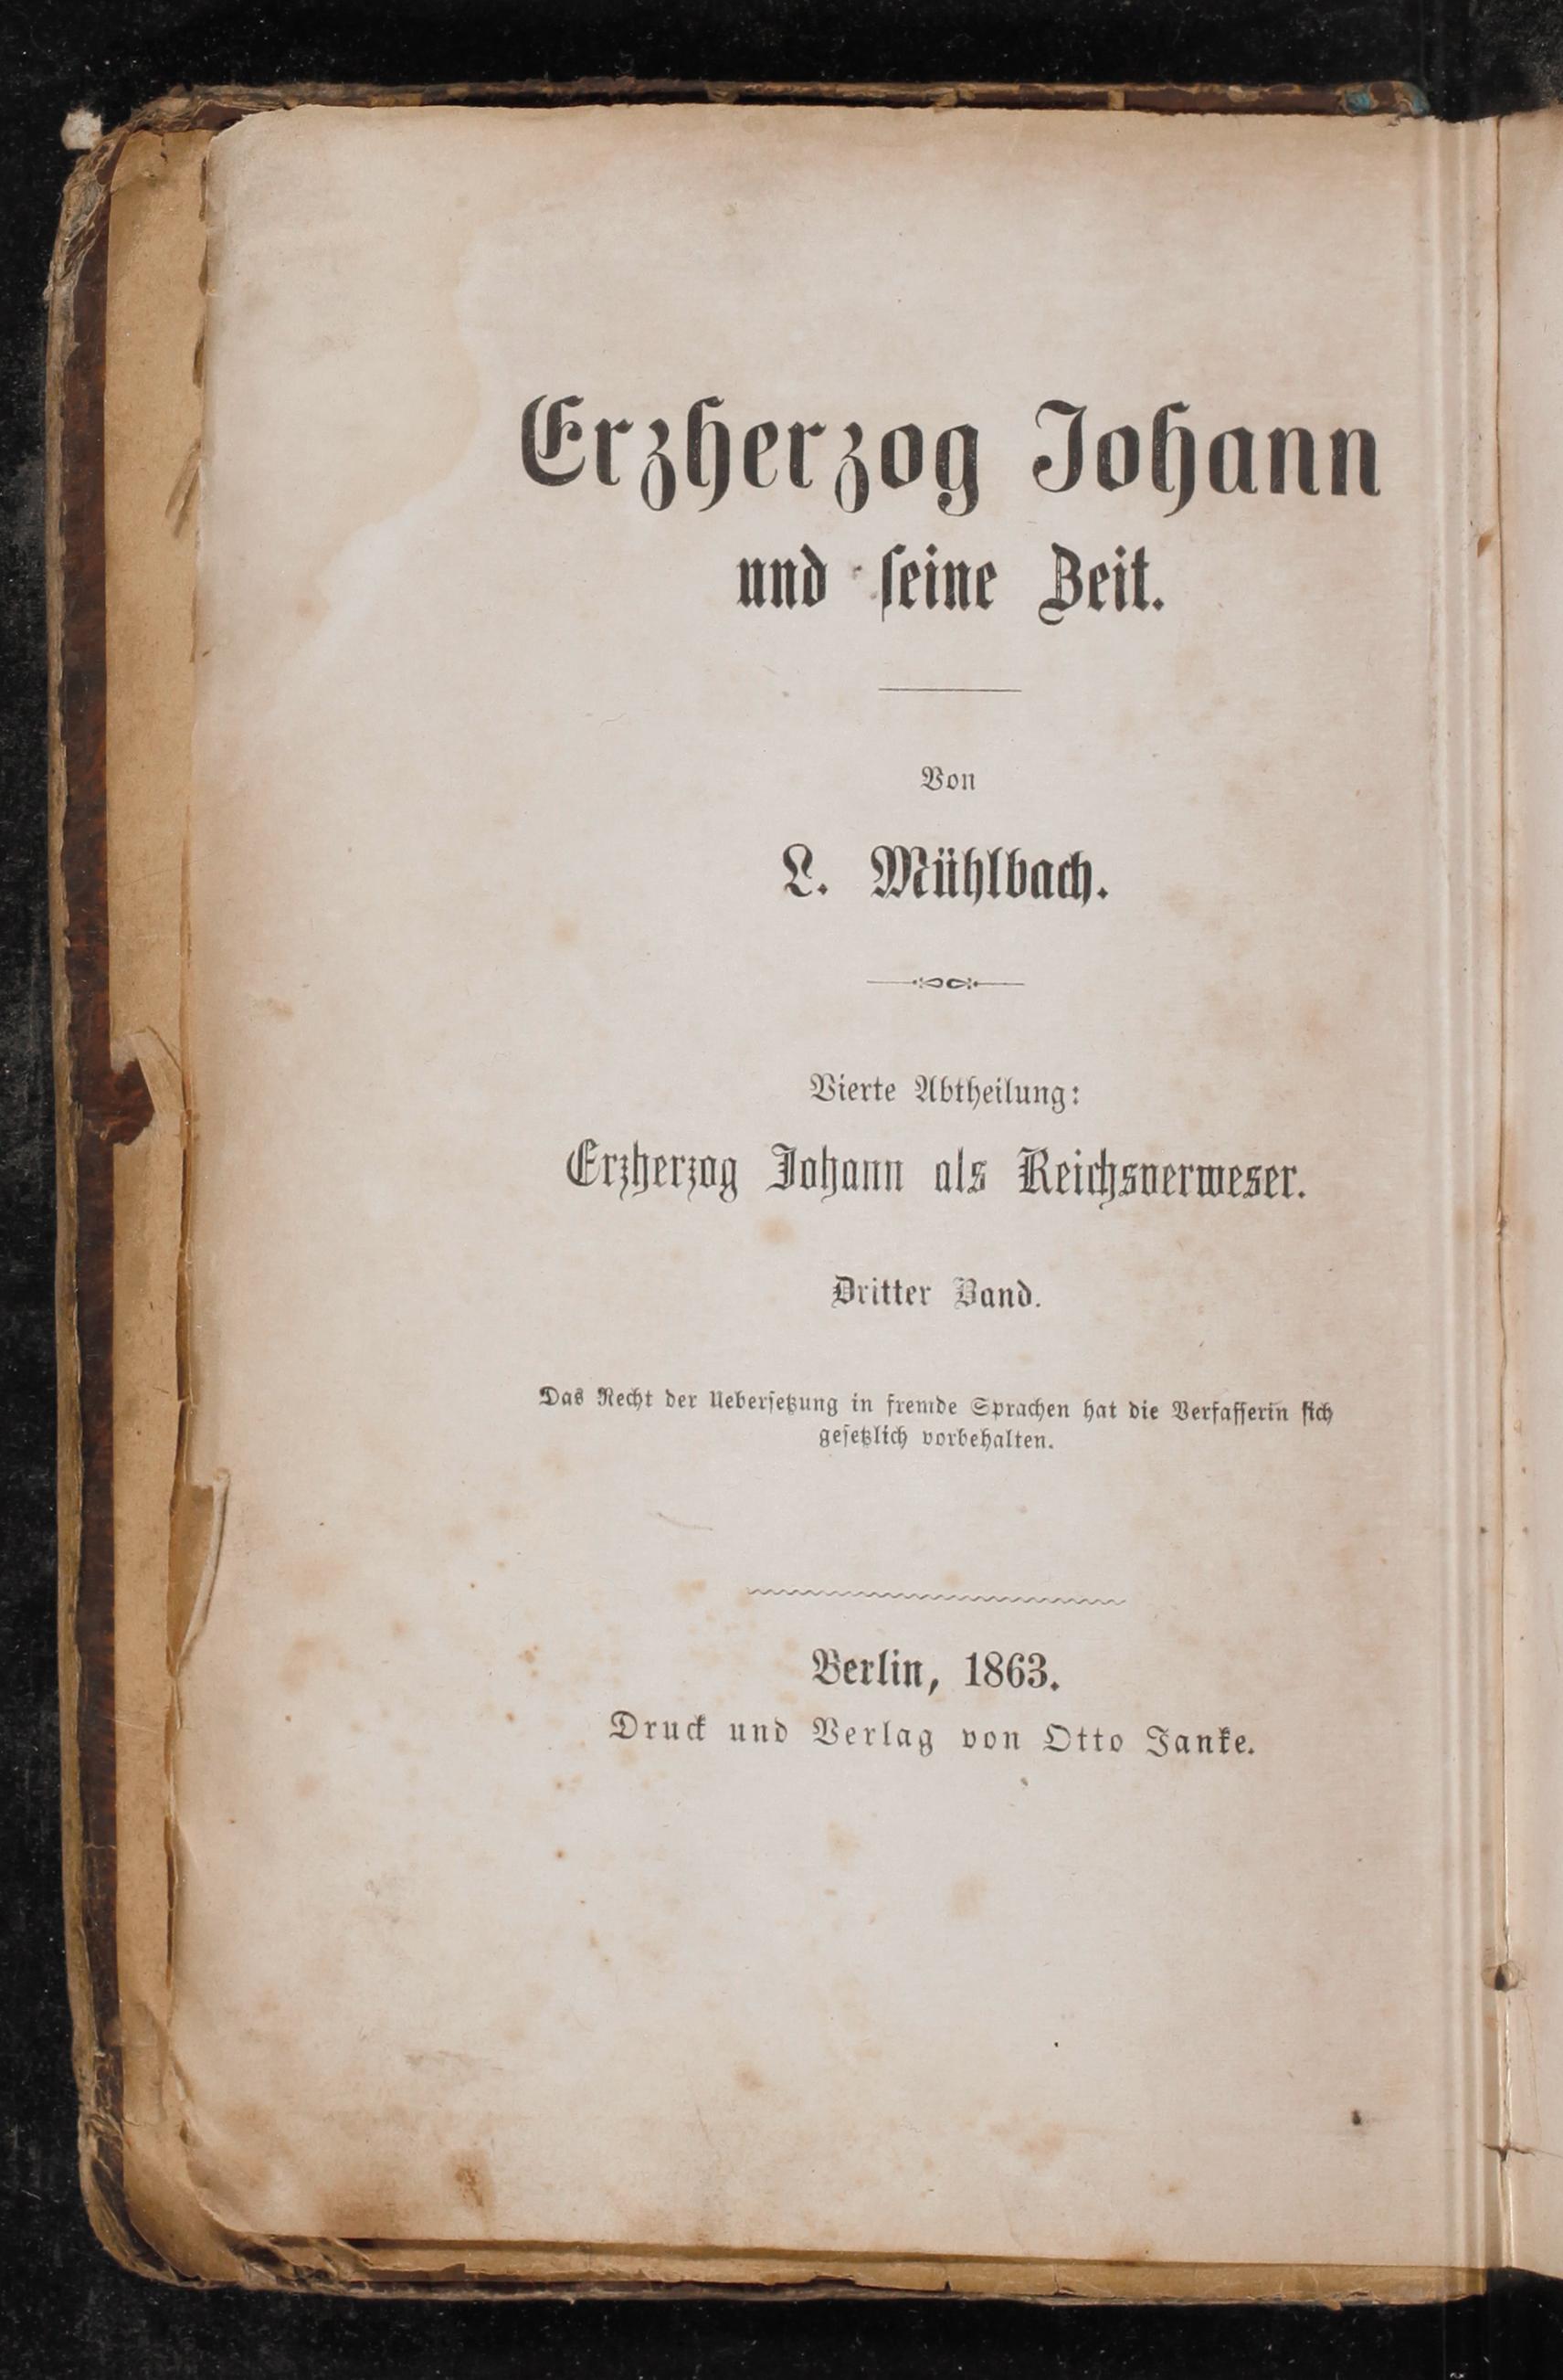 Erzherzog Johann
und seine Zeit.
Von
L. Mühlbach.
Vierte Abtheilung:
Erzherzog Johann als Reichsverweser.
Dritter Band.
Das Recht der Uebersetzung in fremde Sprachen hat die Verfasserin sich
gesetzlich vorbehalten.
Berlin, 1863.
Druck und Verlag von Otto Janke.